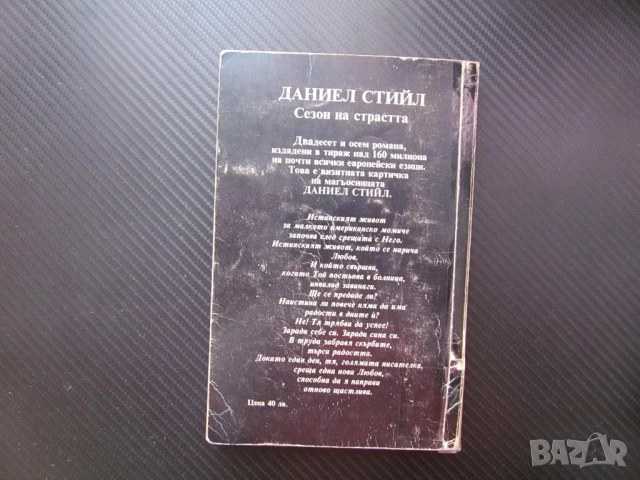 ДАНИЕЛ СТИЙЛ
Сезон на страстта
Двадесет и осем романа,
издадени в тираж над 160 милиона
на почти всички европейски езици.
Това е визитната картичка
на магьосницата
ДАНИЕЛ СТИЙЛ.
Истинският живот
за малкото американско момиче
започва след срещата с Него.
Истинският живот, който се нарича
Любов.
И който свършва,
когато Той постъпва в болница,
инвалид завинаги.
Ще се предаде ли?
Наистина ли повече няма да има
радости в дните ѝ?
Не! Тя трябва да успее!
Заради себе си. Заради сина си.
В труда забравя скърбите,
търси радостта.
Докато един ден, тя, голямата писателка,
среща една нова Любов,
способна да я направи
отново щастлива.
Цена 40 лв.
BAZAR
bg